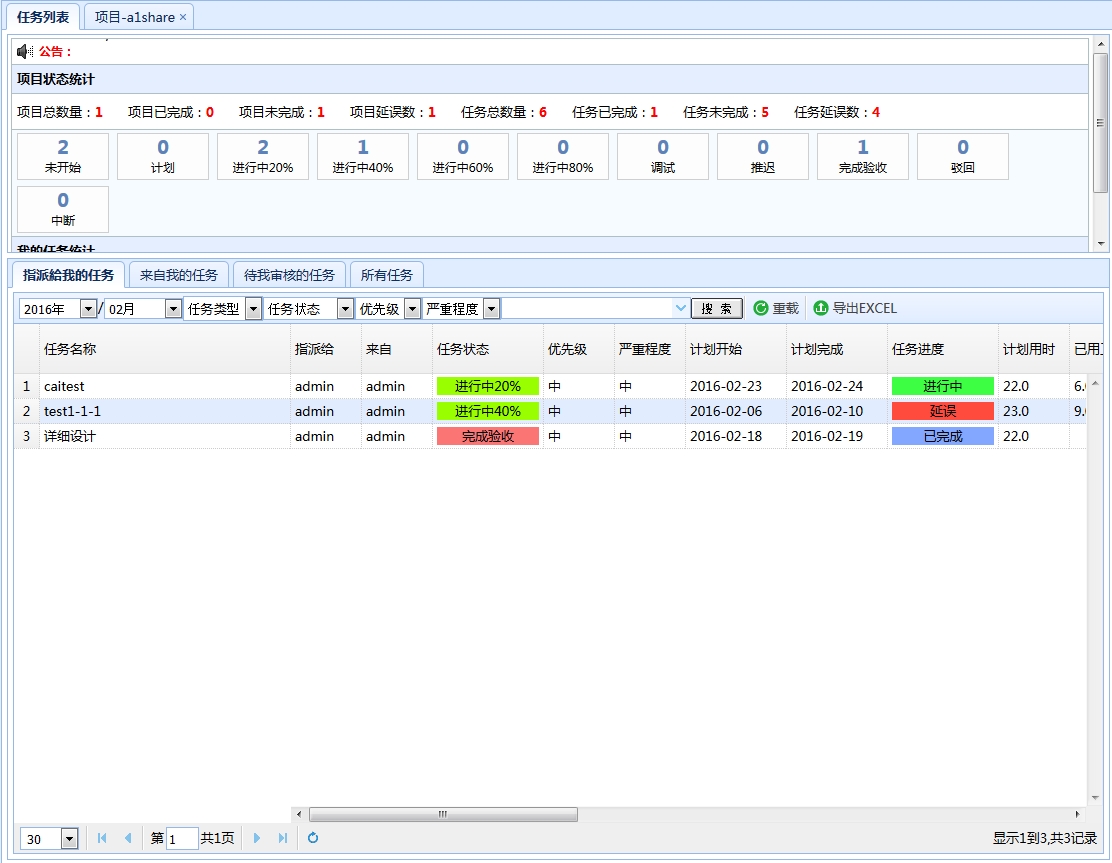 任务列表 项目-a1share ×
公告：
项目状态统计
项目总数量：1 项目已完成：0 项目未完成：1 项目延误数：1 任务总数量：6 任务已完成：1 任务未完成：5 任务延误数：4
2 0 2 1 0 0 0 0 1 0
未开始 计划 进行中20% 进行中40% 进行中60% 进行中80% 调试 推迟 完成验收 驳回
0
中断
我的任务统计
指派给我的任务 来自我的任务 待我审核的任务 所有任务
2016年 / 02月 任务类型 任务状态 优先级 严重程度 搜 索 重载 导出EXCEL
任务名称 指派给 来自 任务状态 优先级 严重程度 计划开始 计划完成 任务进度 计划用时 已用
1 caitest admin admin 进行中20% 中 中 2016-02-23 2016-02-24 进行中 22.0 6.
2 test1-1-1 admin admin 进行中40% 中 中 2016-02-06 2016-02-10 延误 23.0 9.
3 详细设计 admin admin 完成验收 中 中 2016-02-18 2016-02-19 已完成 22.0
30 第 1 共1页 显示1到3,共3记录